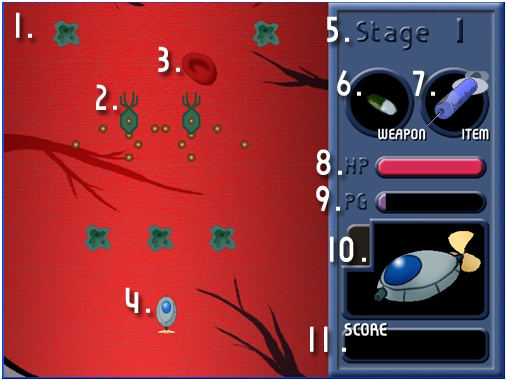 1.
5. Stage 1
3.
6. 7.
2.
WEAPON ITEM
8. HP
9. PG
10.
4.
11. SCORE